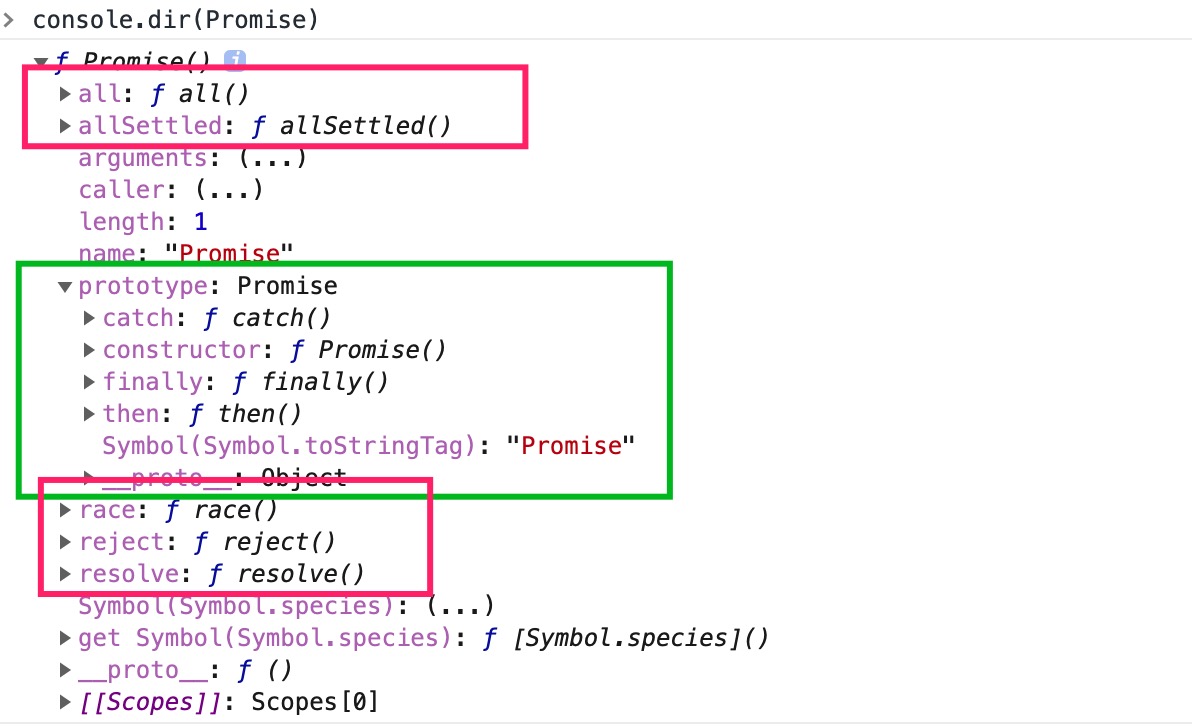 > console.dir(Promise)
▼ƒ Promise() i
▶all: ƒ all()
▶allSettled: ƒ allSettled()
arguments: (...)
caller: (...)
length: 1
name: "Promise"
▼prototype: Promise
▶catch: ƒ catch()
▶constructor: ƒ Promise()
▶finally: ƒ finally()
▶then: ƒ then()
Symbol(Symbol.toStringTag): "Promise"
▶__proto__: Object
▶race: ƒ race()
▶reject: ƒ reject()
▶resolve: ƒ resolve()
Symbol(Symbol.species): (...)
▶get Symbol(Symbol.species): ƒ [Symbol.species]()
▶__proto__: ƒ ()
▶[[Scopes]]: Scopes[0]